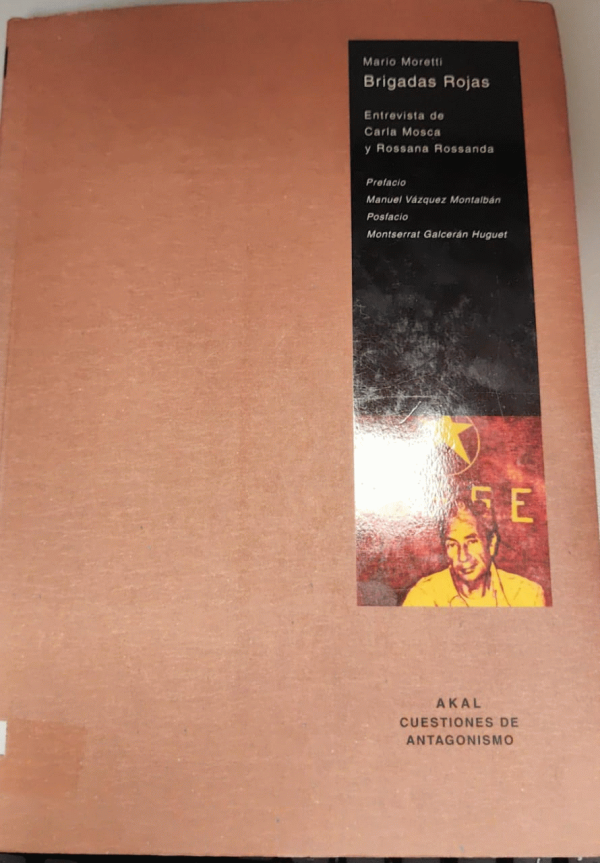 Mario Moretti
Brigadas Rojas
Entrevista de
Carla Mosca
y Rossana Rossanda
Prefacio
Manuel Vázquez Montalbán
Posfacio
Montserrat Galcerán Huguet
SE
AKAL
CUESTIONES DE
ANTAGONISMO